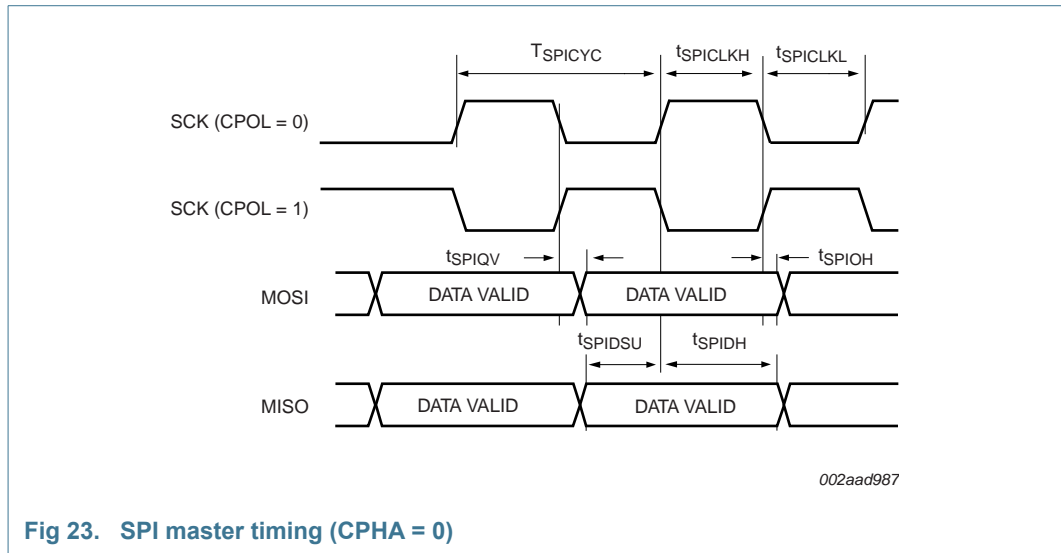 TSPICYC tSPICLKH tSPICLKL
SCK (CPOL = 0)
SCK (CPOL = 1)
tSPIQV tSPIOH
MOSI DATA VALID DATA VALID
tSPIDSU tSPIDH
MISO DATA VALID DATA VALID
002aad987
Fig 23. SPI master timing (CPHA = 0)